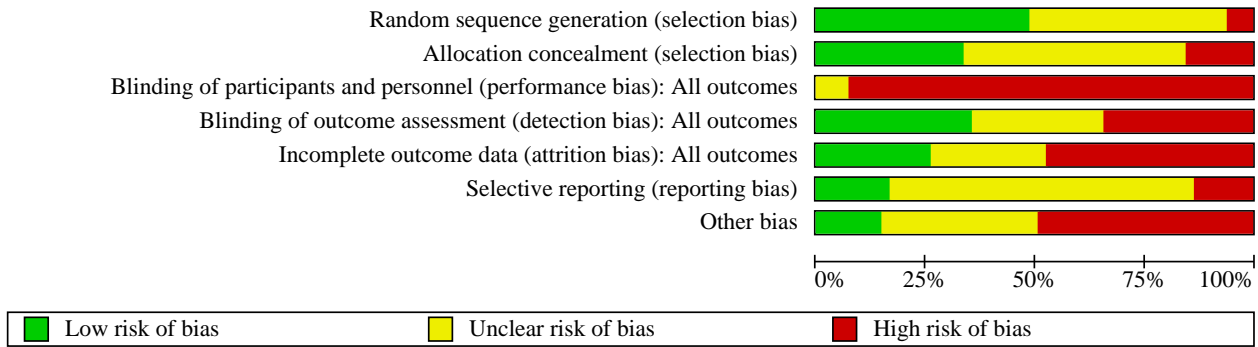 Random sequence generation (selection bias)
Allocation concealment (selection bias)
Blinding of participants and personnel (performance bias): All outcomes
Blinding of outcome assessment (detection bias): All outcomes
Incomplete outcome data (attrition bias): All outcomes
Selective reporting (reporting bias)
Other bias
0% 25% 50% 75% 100%
Low risk of bias Unclear risk of bias High risk of bias